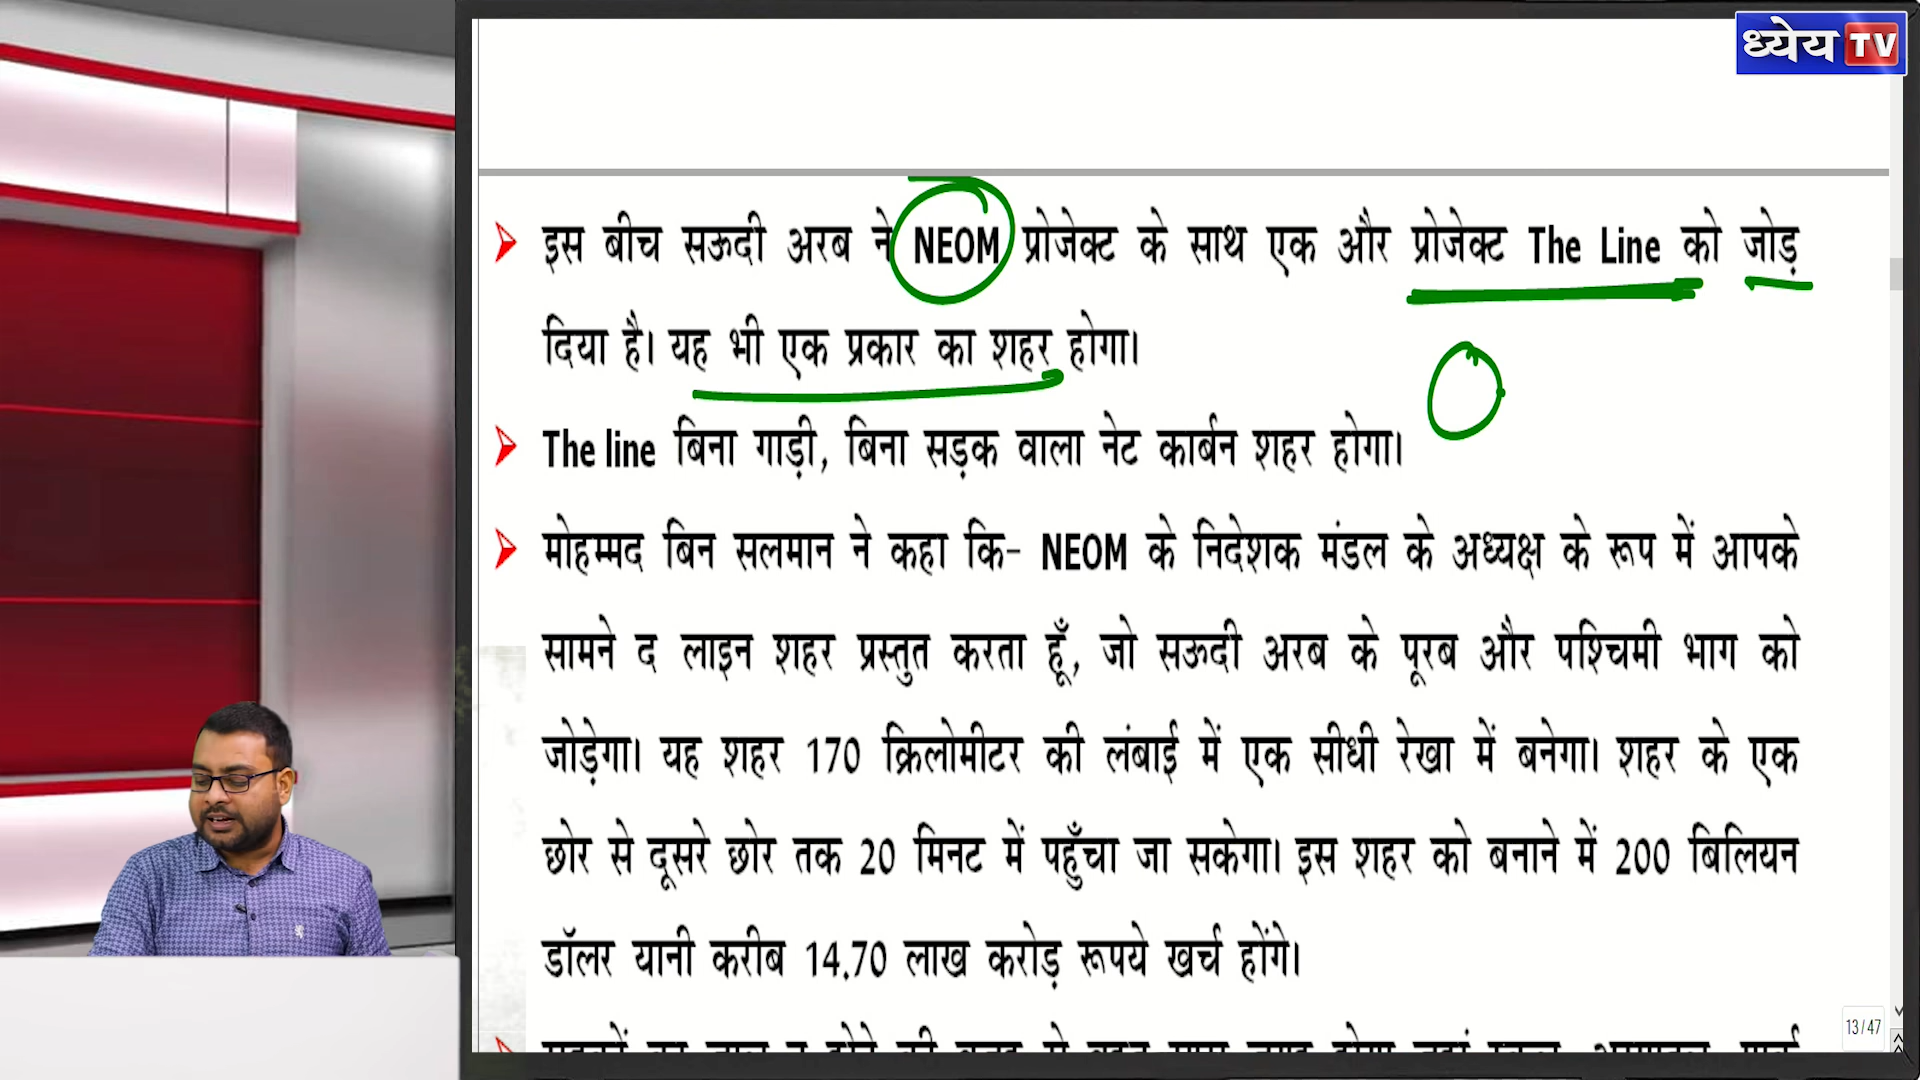 ध्येय TV
इस बीच सऊदी अरब ने NEOM प्रोजेक्ट के साथ एक और प्रोजेक्ट The Line को जोड़
दिया है। यह भी एक प्रकार का शहर होगा।
The line बिना गाड़ी, बिना सड़क वाला नेट कार्बन शहर होगा।
मोहम्मद बिन सलमान ने कहा कि- NEOM के निदेशक मंडल के अध्यक्ष के रूप में आपके
सामने द लाइन शहर प्रस्तुत करता हूँ, जो सऊदी अरब के पूरब और पश्चिमी भाग को
जोड़ेगा। यह शहर 170 क्रिलोमीटर की लंबाई में एक सीधी रेखा में बनेगा। शहर के एक
छोर से दूसरे छोर तक 20 मिनट में पहुँचा जा सकेगा। इस शहर को बनाने में 200 बिलियन
डॉलर यानी करीब 14.70 लाख करोड़ रूपये खर्च होंगे।
13/47